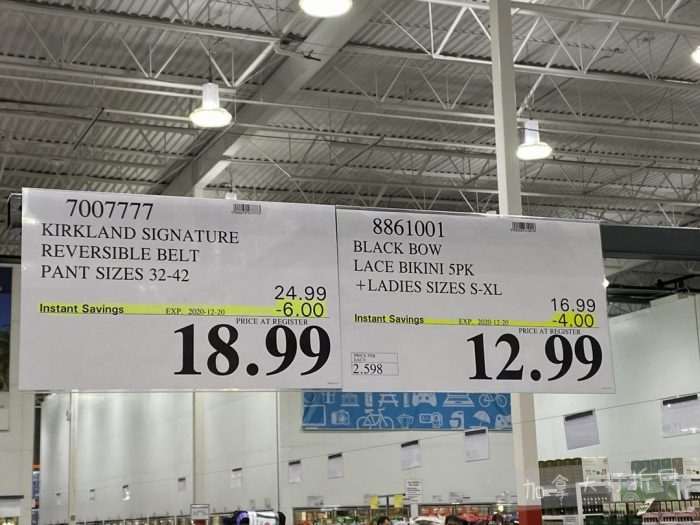 7007777
KIRKLAND SIGNATURE
REVERSIBLE BELT
PANT SIZES 32-42
24.99
Instant Savings EXP. 2020-12-20 -6.00
PRICE AT REGISTER
18.99
8861001
BLACK BOW
LACE BIKINI 5PK
+LADIES SIZES S-XL
16.99
Instant Savings EXP. 2020-12-20 -4.00
PRICE AT REGISTER
PRICE PER
EACH
2.598
12.99